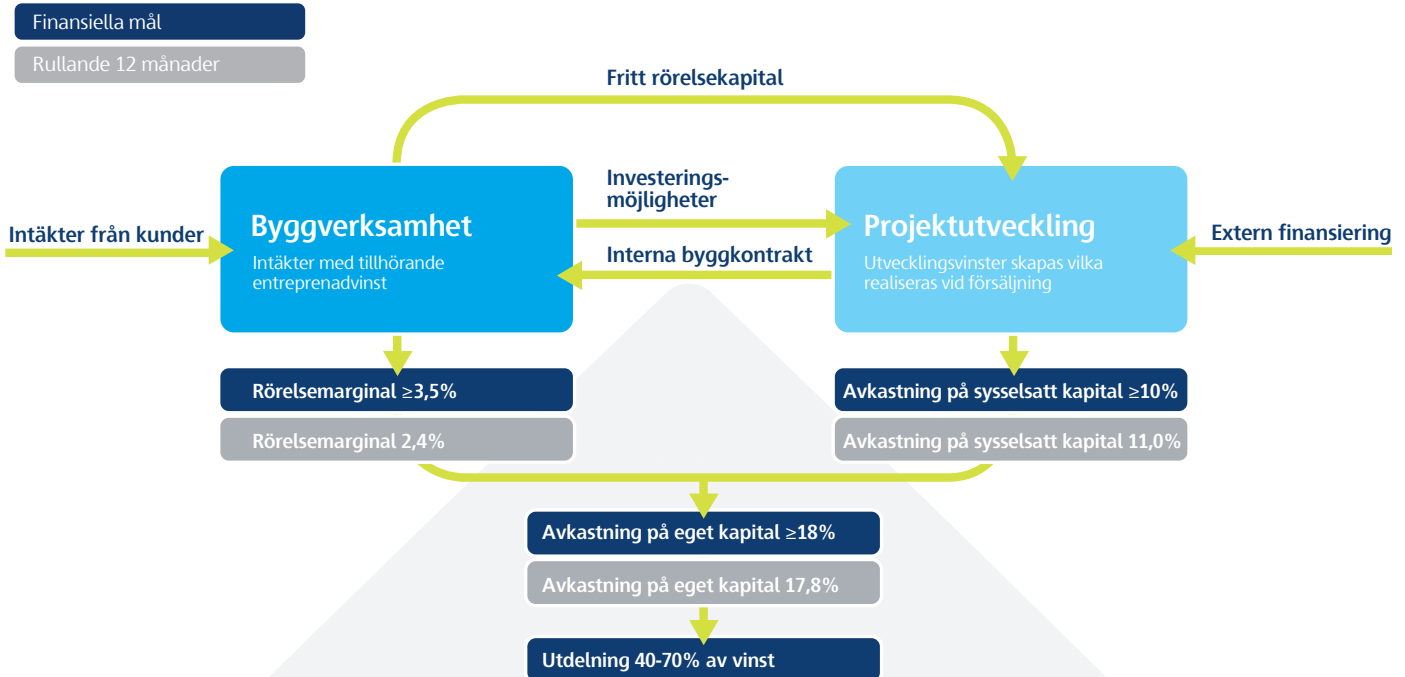 Finansiella mål
Rullande 12 månader
Fritt rörelsekapital
Intäkter från kunder
Byggverksamhet
Intäkter med tillhörande
entreprenadvinst
Investerings-
möjligheter
Interna byggkontrakt
Projektutveckling
Utvecklingsvinster skapas vilka
realiseras vid försäljning
Extern finansiering
Rörelsemarginal ≥3,5%
Rörelsemarginal 2,4%
Avkastning på sysselsatt kapital ≥10%
Avkastning på sysselsatt kapital 11,0%
Avkastning på eget kapital ≥18%
Avkastning på eget kapital 17,8%
Utdelning 40-70% av vinst